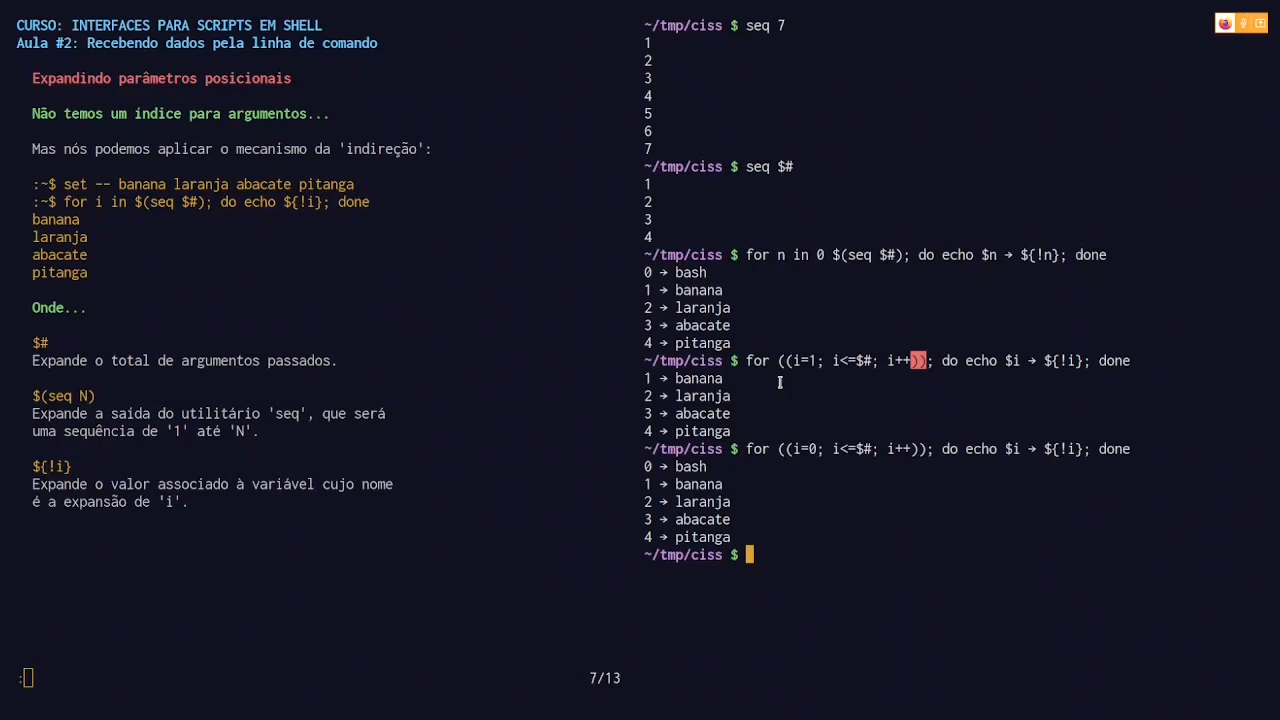 CURSO: INTERFACES PARA SCRIPTS EM SHELL
Aula #2: Recebendo dados pela linha de comando
Expandindo parâmetros posicionais
Não temos um índice para argumentos...
Mas nós podemos aplicar o mecanismo da 'indireção':
:~$ set -- banana laranja abacate pitanga
:~$ for i in $(seq $#); do echo ${!i}; done
banana
laranja
abacate
pitanga
Onde...
$#
Expande o total de argumentos passados.
$(seq N)
Expande a saída do utilitário 'seq', que será
uma sequência de '1' até 'N'.
${!i}
Expande o valor associado à variável cujo nome
é a expansão de 'i'.
:
7/13
~/tmp/ciss $ seq 7
1
2
3
4
5
6
7
~/tmp/ciss $ seq $#
1
2
3
4
~/tmp/ciss $ for n in 0 $(seq $#); do echo $n → ${!n}; done
0 → bash
1 → banana
2 → laranja
3 → abacate
4 → pitanga
~/tmp/ciss $ for ((i=1; i<=$#; i++)); do echo $i → ${!i}; done
1 → banana
2 → laranja
3 → abacate
4 → pitanga
~/tmp/ciss $ for ((i=0; i<=$#; i++)); do echo $i → ${!i}; done
0 → bash
1 → banana
2 → laranja
3 → abacate
4 → pitanga
~/tmp/ciss $